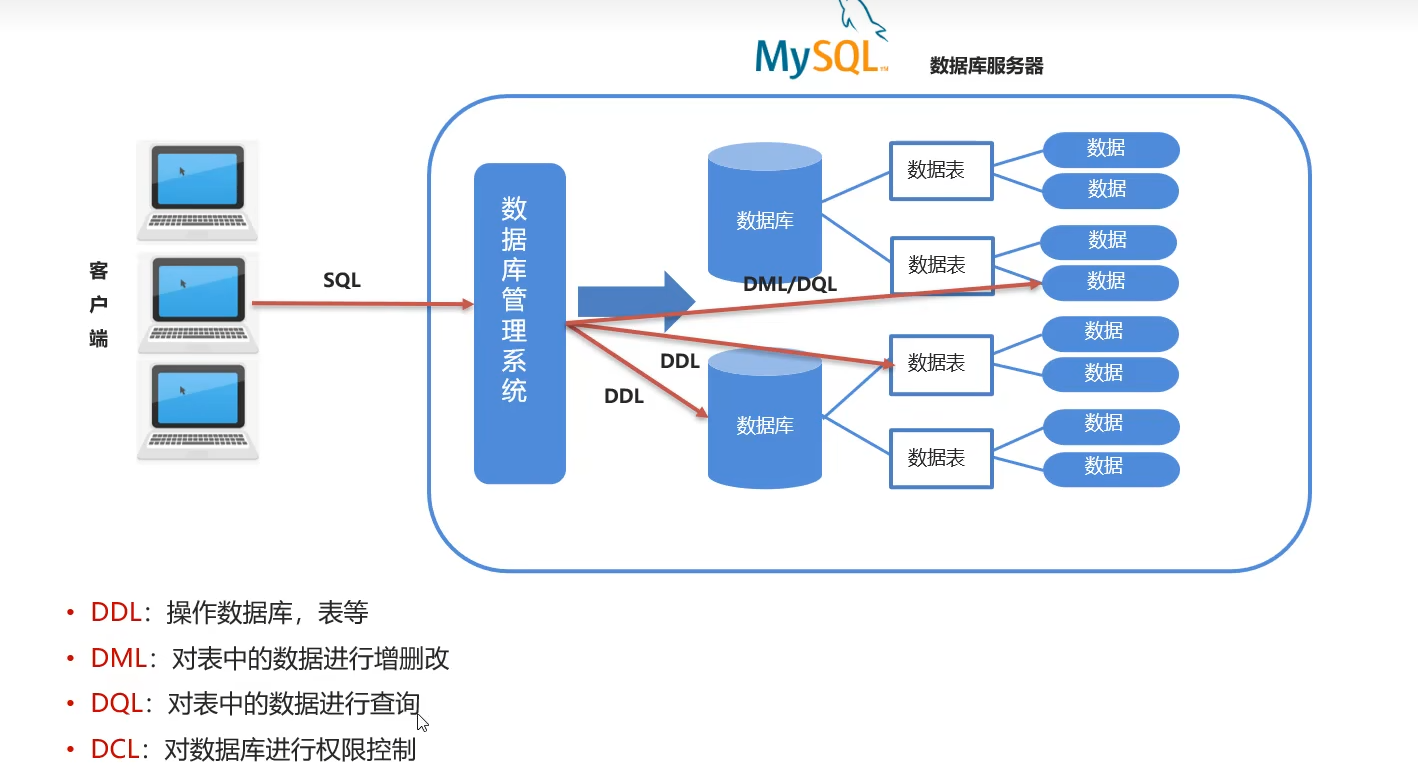 MySQL™
数据库服务器
客户端
SQL
数据库管理系统
数据库
数据表
数据
数据
数据表
数据
数据
DML/DQL
DDL
DDL
数据库
数据表
数据
数据
数据表
数据
数据
• DDL：操作数据库，表等
• DML：对表中的数据进行增删改
• DQL：对表中的数据进行查询
• DCL：对数据库进行权限控制